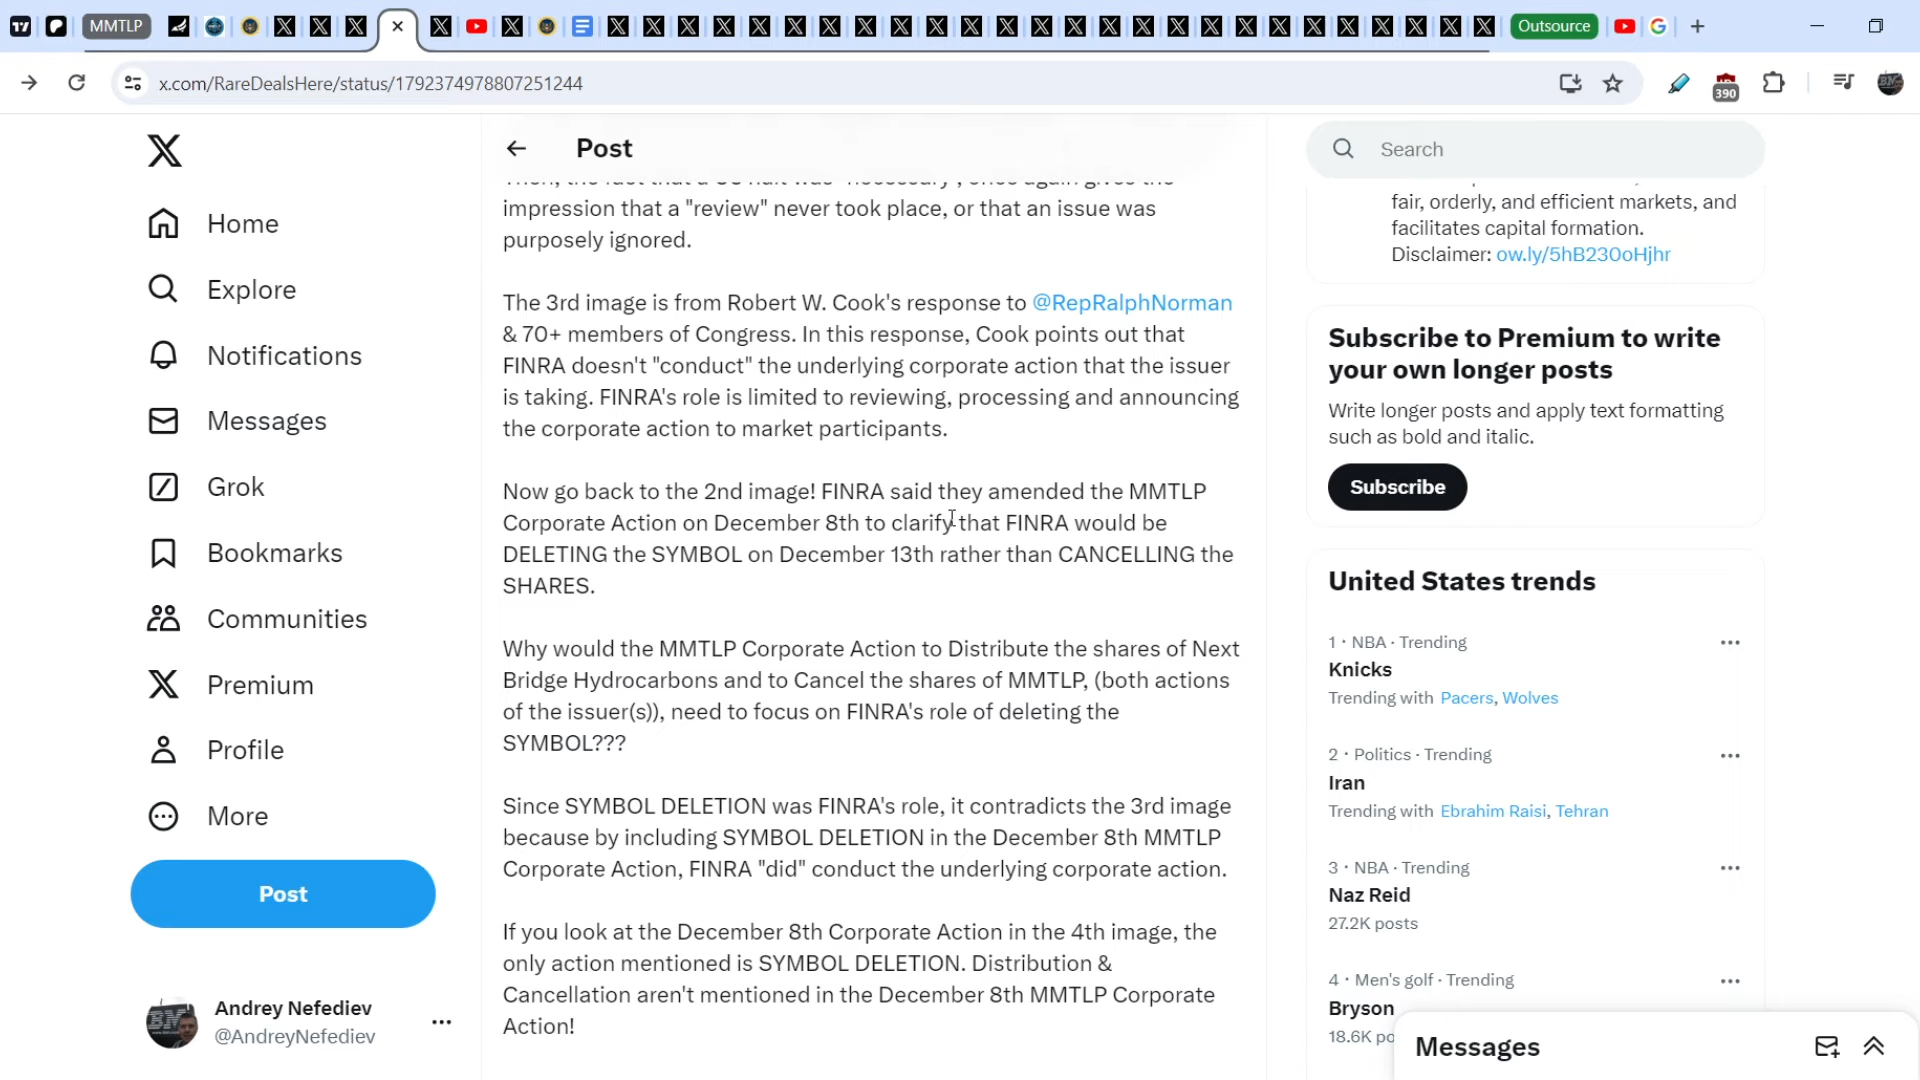 MMTLP
Outsource
x.com/RareDealsHere/status/1792374978807251244
390
Post
Search
Home
Explore
Notifications
Messages
Grok
Bookmarks
Communities
Premium
Profile
More
Post
Andrey Nefediev
@AndreyNefediev
impression that a "review" never took place, or that an issue was
purposely ignored.
The 3rd image is from Robert W. Cook's response to @RepRalphNorman
& 70+ members of Congress. In this response, Cook points out that
FINRA doesn't "conduct" the underlying corporate action that the issuer
is taking. FINRA's role is limited to reviewing, processing and announcing
the corporate action to market participants.
Now go back to the 2nd image! FINRA said they amended the MMTLP
Corporate Action on December 8th to clarify that FINRA would be
DELETING the SYMBOL on December 13th rather than CANCELLING the
SHARES.
Why would the MMTLP Corporate Action to Distribute the shares of Next
Bridge Hydrocarbons and to Cancel the shares of MMTLP, (both actions
of the issuer(s)), need to focus on FINRA's role of deleting the
SYMBOL???
Since SYMBOL DELETION was FINRA's role, it contradicts the 3rd image
because by including SYMBOL DELETION in the December 8th MMTLP
Corporate Action, FINRA "did" conduct the underlying corporate action.
If you look at the December 8th Corporate Action in the 4th image, the
only action mentioned is SYMBOL DELETION. Distribution &
Cancellation aren't mentioned in the December 8th MMTLP Corporate
Action!
fair, orderly, and efficient markets, and
facilitates capital formation.
Disclaimer: ow.ly/5hB230oHjhr
Subscribe to Premium to write
your own longer posts
Write longer posts and apply text formatting
such as bold and italic.
Subscribe
United States trends
1 · NBA · Trending
Knicks
Trending with Pacers, Wolves
2 · Politics · Trending
Iran
Trending with Ebrahim Raisi, Tehran
3 · NBA · Trending
Naz Reid
27.2K posts
4 · Men's golf · Trending
Bryson
18.6K po
Messages